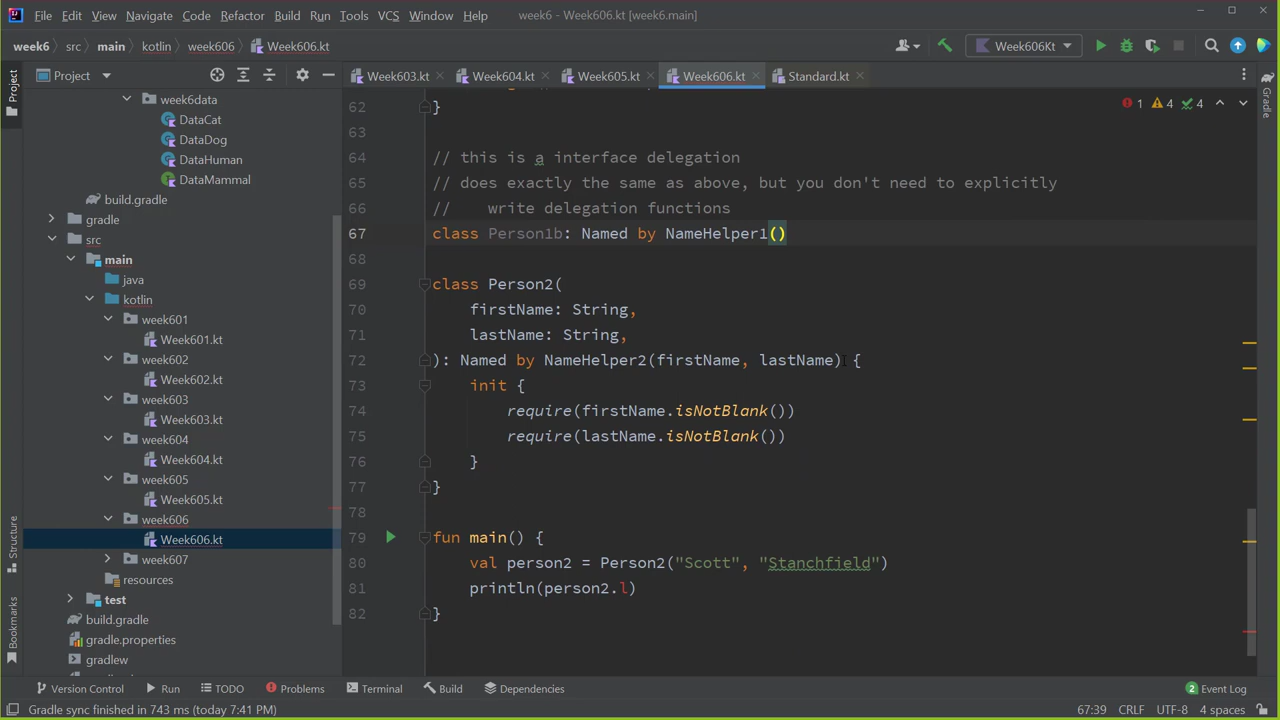 File Edit View Navigate Code Refactor Build Run Tools VCS Window Help week6 - Week606.kt [week6.main]
week6 src main kotlin week606 Week606.kt Week606Kt
Project Week603.kt Week604.kt Week605.kt Week606.kt Standard.kt
Project
Structure
Bookmarks
Gradle
week6data
DataCat
DataDog
DataHuman
DataMammal
build.gradle
gradle
src
main
java
kotlin
week601
Week601.kt
week602
Week602.kt
week603
Week603.kt
week604
Week604.kt
week605
Week605.kt
week606
Week606.kt
week607
resources
test
build.gradle
gradle.properties
gradlew
1 4 4
62 }
63
64 // this is a interface delegation
65 // does exactly the same as above, but you don't need to explicitly
66 //    write delegation functions
67 class Person1b: Named by NameHelper1()
68
69 class Person2(
70     firstName: String,
71     lastName: String,
72 ): Named by NameHelper2(firstName, lastName) {
73     init {
74         require(firstName.isNotBlank())
75         require(lastName.isNotBlank())
76     }
77 }
78
79 fun main() {
80     val person2 = Person2("Scott", "Stanchfield")
81     println(person2.l)
82 }
Version Control Run TODO Problems Terminal Build Dependencies 2 Event Log
Gradle sync finished in 743 ms (today 7:41 PM) 67:39 CRLF UTF-8 4 spaces